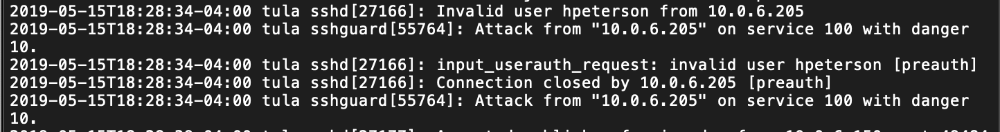 2019-05-15T18:28:34-04:00 tula sshd[27166]: Invalid user hpeterson from 10.0.6.205
2019-05-15T18:28:34-04:00 tula sshguard[55764]: Attack from "10.0.6.205" on service 100 with danger
10.
2019-05-15T18:28:34-04:00 tula sshd[27166]: input_userauth_request: invalid user hpeterson [preauth]
2019-05-15T18:28:34-04:00 tula sshd[27166]: Connection closed by 10.0.6.205 [preauth]
2019-05-15T18:28:34-04:00 tula sshguard[55764]: Attack from "10.0.6.205" on service 100 with danger
10.